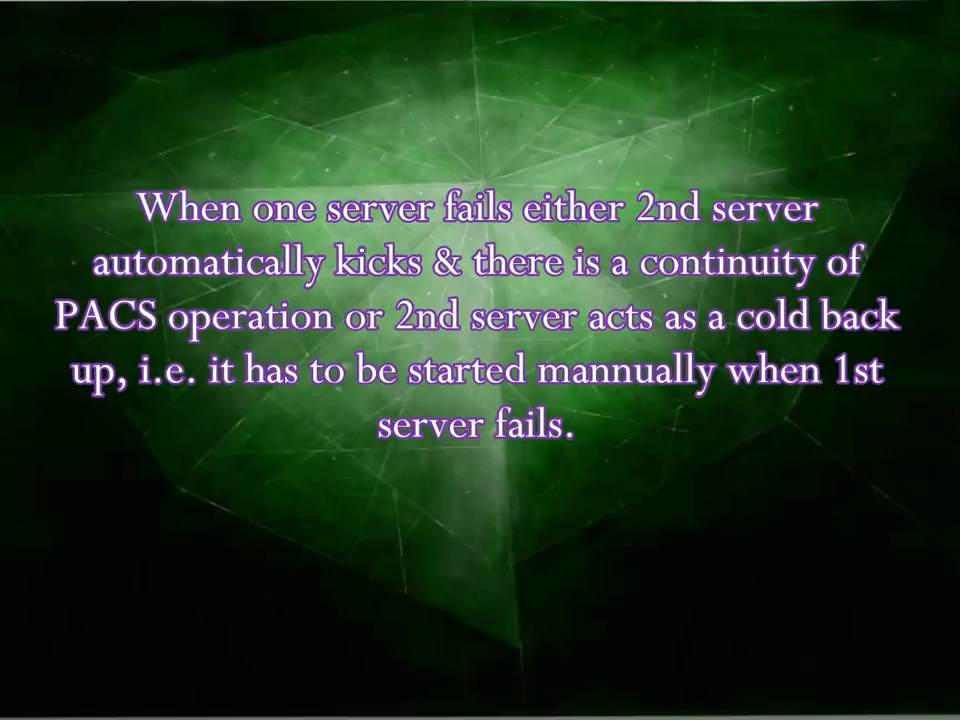 When one server fails either 2nd server
automatically kicks & there is a continuity of
PACS operation or 2nd server acts as a cold back
up, i.e. it has to be started mannually when 1st
server fails.